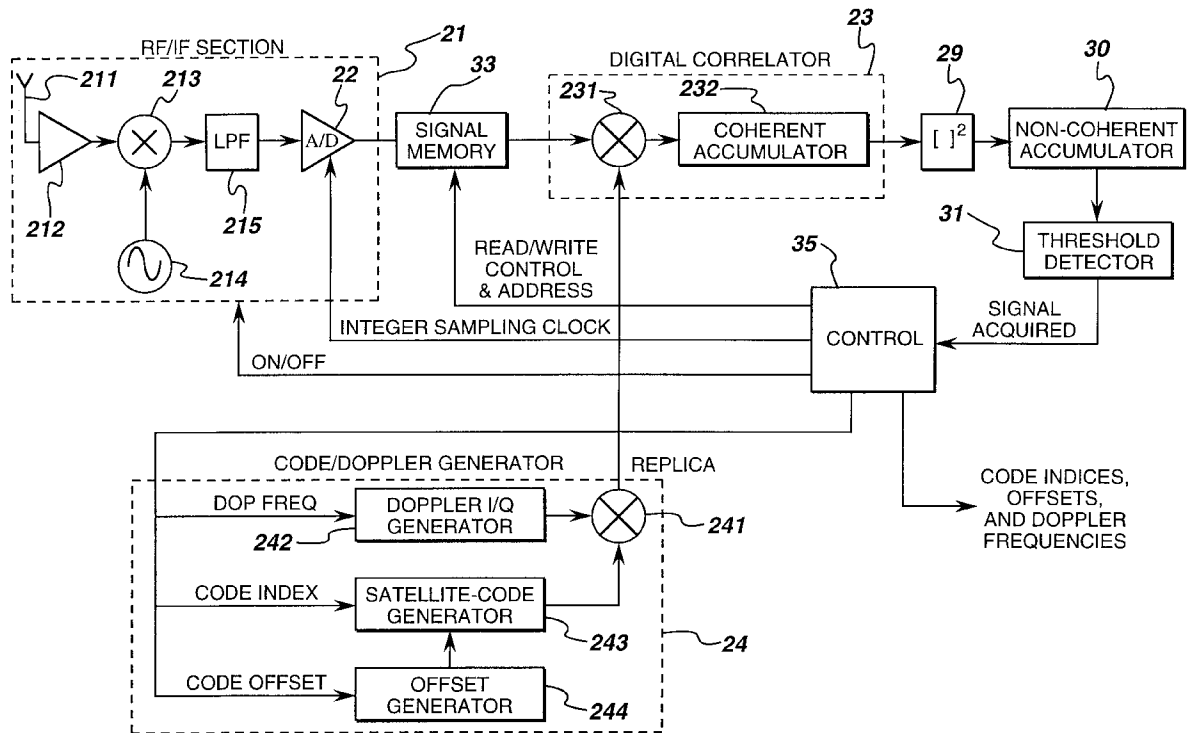 RF/IF SECTION
21
211
213
22
33
DIGITAL CORRELATOR
23
231
232
29
30
LPF
A/D
SIGNAL
MEMORY
COHERENT
ACCUMULATOR
[ ]²
NON-COHERENT
ACCUMULATOR
212
215
214
31
THRESHOLD
DETECTOR
READ/WRITE
CONTROL
& ADDRESS
35
CONTROL
SIGNAL
ACQUIRED
INTEGER SAMPLING CLOCK
ON/OFF
CODE/DOPPLER GENERATOR
REPLICA
DOP FREQ
DOPPLER I/Q
GENERATOR
242
241
CODE INDICES,
OFFSETS,
AND DOPPLER
FREQUENCIES
CODE INDEX
SATELLITE-CODE
GENERATOR
243
24
CODE OFFSET
OFFSET
GENERATOR
244